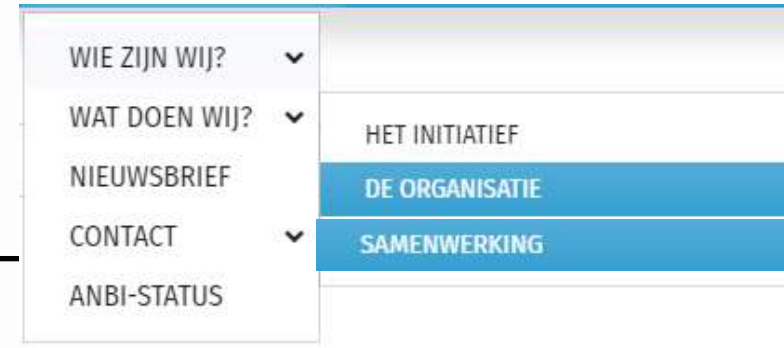 WIE ZIJN WIJ?
WAT DOEN WIJ?
NIEUWSBRIEF
CONTACT
ANBI-STATUS
HET INITIATIEF
DE ORGANISATIE
SAMENWERKING